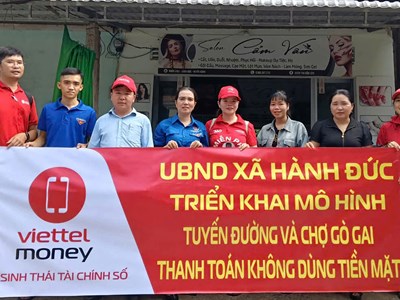 Salon Cẩm Vân
UBND XÃ HÀNH ĐỨC
TRIỂN KHAI MÔ HÌNH
TUYẾN ĐƯỜNG VÀ CHỢ GÒ GAI
THANH TOÁN KHÔNG DÙNG TIỀN MẶT
viettel
money
SINH THÁI TÀI CHÍNH SỐ